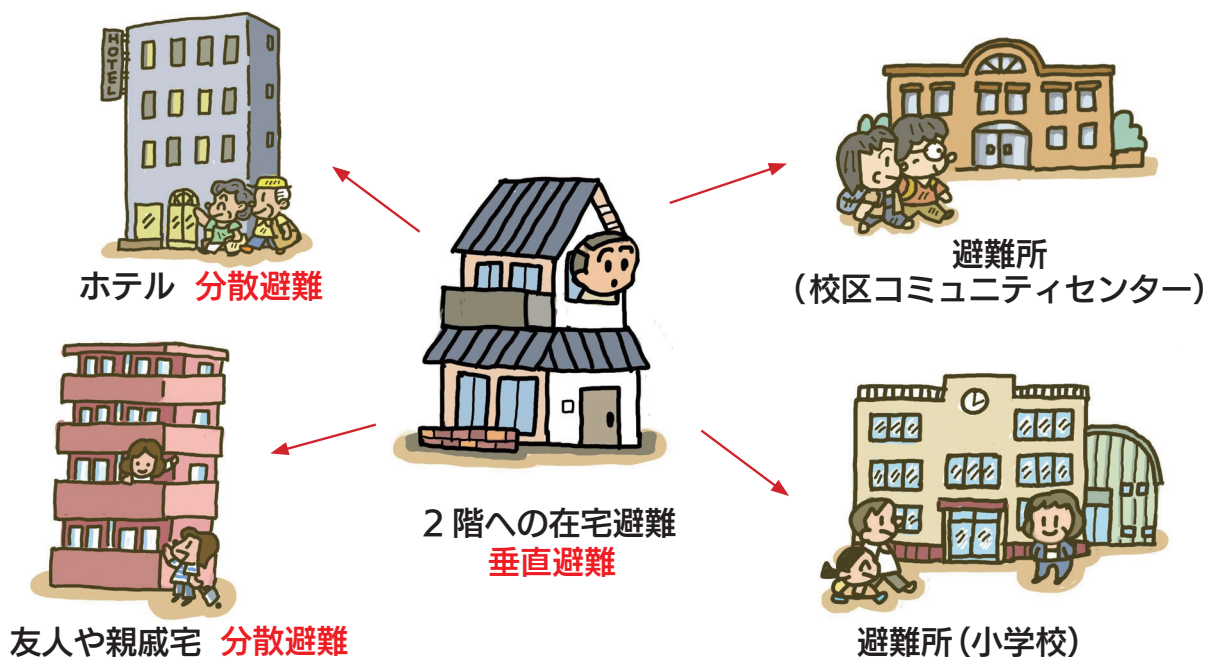 HOTEL
ホテル 分散避難
避難所
（校区コミュニティセンター）
２階への在宅避難
垂直避難
友人や親戚宅 分散避難
避難所（小学校）